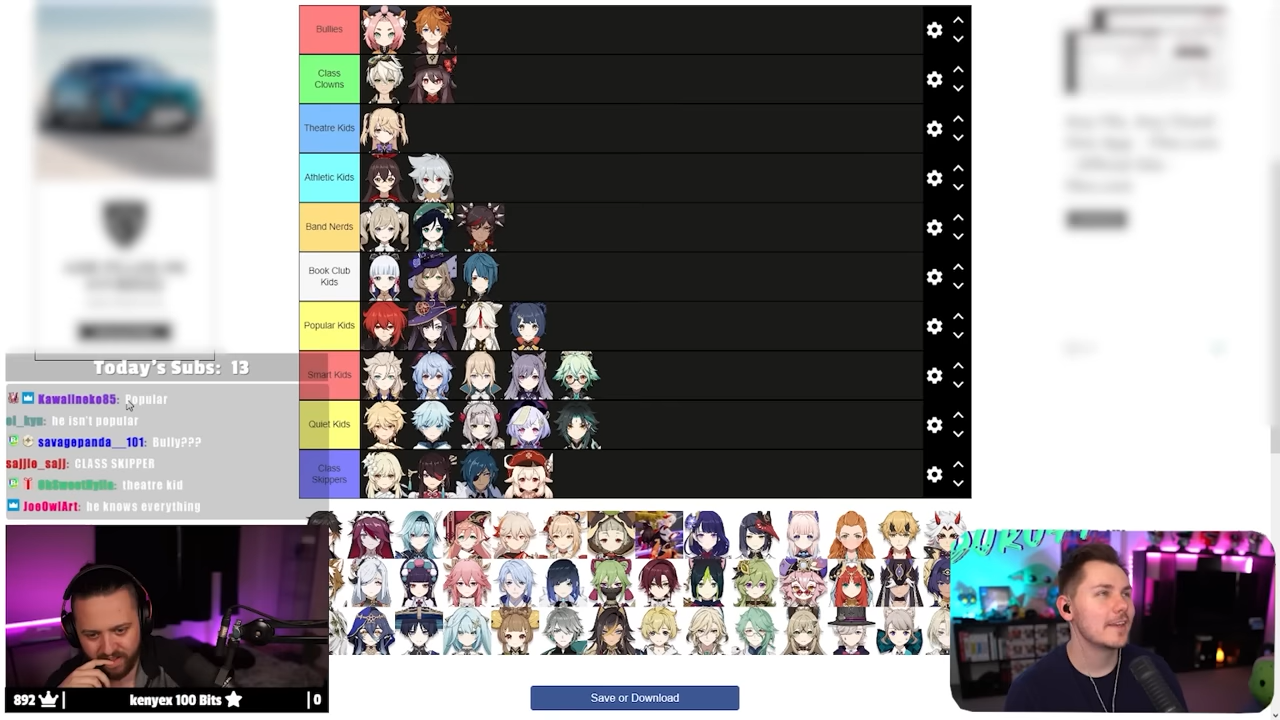 Bullies
Class
Clowns
Theatre Kids
Athletic Kids
Band Nerds
Book Club
Kids
Popular Kids
Smart Kids
Quiet Kids
Class
Skippers
Today's Subs: 13
KawaiiNeko85: Popular
he isn't popular
savagepanda__101: Bully???
sajjie_sajj: CLASS SKIPPER
theatre kid
JoeOwlArt: he knows everything
892
kenyex 100 Bits
0
Save or Download